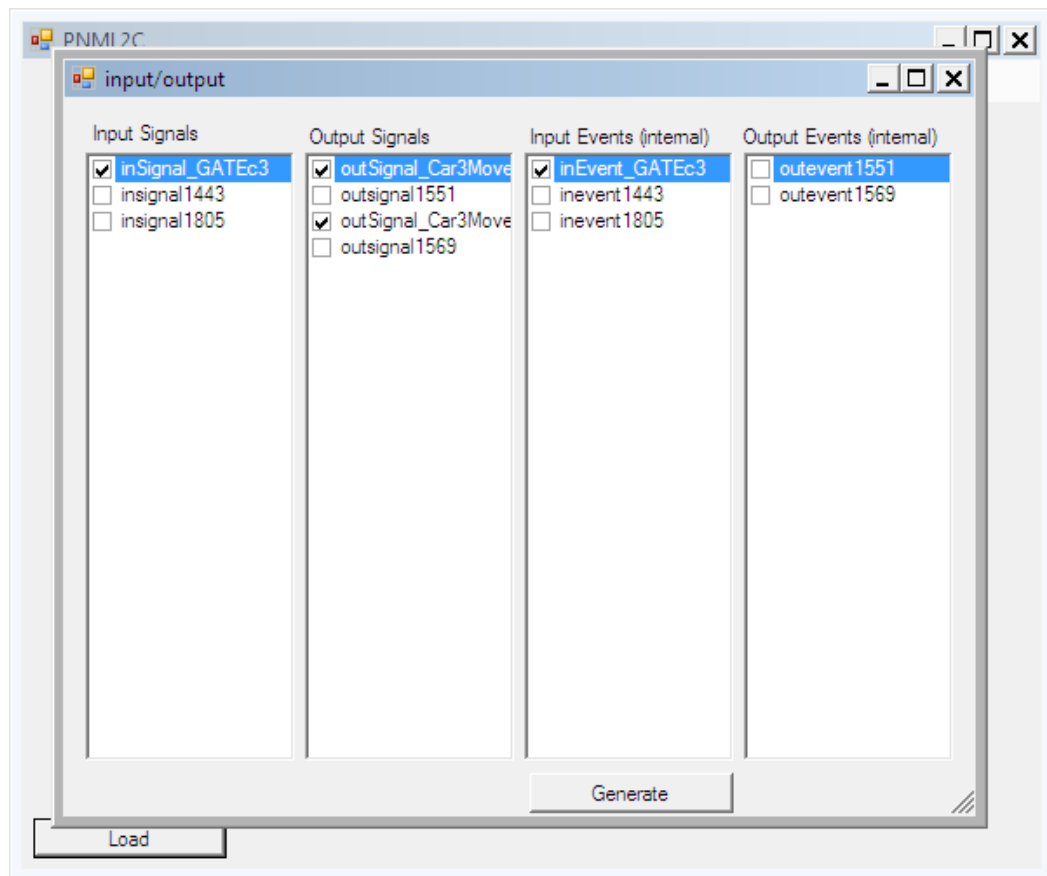 PNML2C
input/output
Input Signals
inSignal_GATEc3
insignal1443
insignal1805
Output Signals
outSignal_Car3Move
outsignal1551
outSignal_Car3Move
outsignal1569
Input Events (internal)
inEvent_GATEc3
inevent1443
inevent1805
Output Events (internal)
outevent1551
outevent1569
Generate
Load